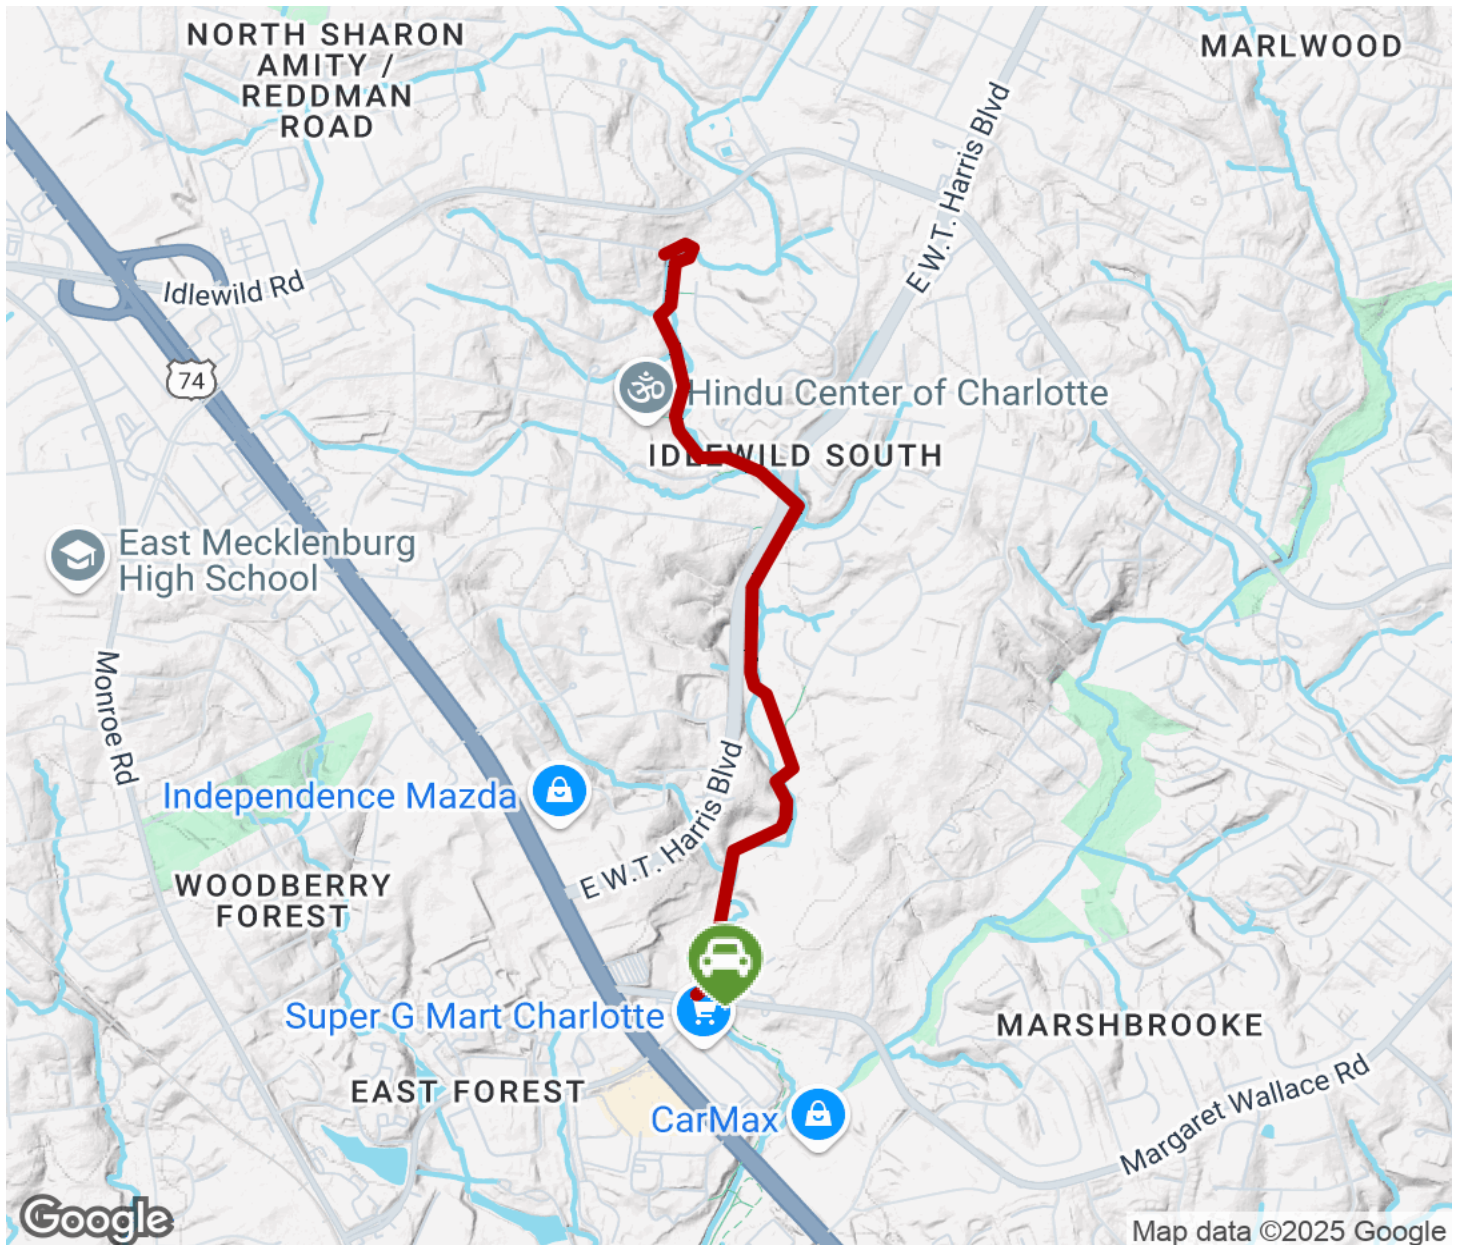 NORTH SHARON
AMITY /
REDDMAN
ROAD
MARLWOOD
E W.T. Harris Blvd
Idlewild Rd
74
Hindu Center of Charlotte
IDLEWILD SOUTH
East Mecklenburg
High School
Monroe Rd
Independence Mazda
E W.T. Harris Blvd
WOODBERRY
FOREST
Super G Mart Charlotte
MARSHBROOKE
EAST FOREST
CarMax
Margaret Wallace Rd
Google
Map data ©2025 Google